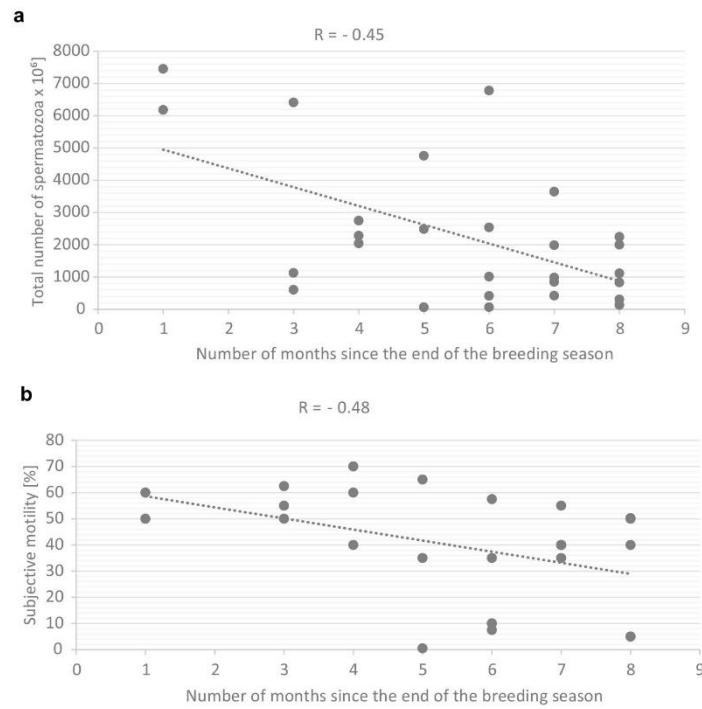 a
R = - 0.45
Total number of spermatozoa x 10⁶]
8000
7000
6000
5000
4000
3000
2000
1000
0
0 1 2 3 4 5 6 7 8 9
Number of months since the end of the breeding season
b
R = - 0.48
Subjective motility [%]
80
70
60
50
40
30
20
10
0
0 1 2 3 4 5 6 7 8 9
Number of months since the end of the breeding season